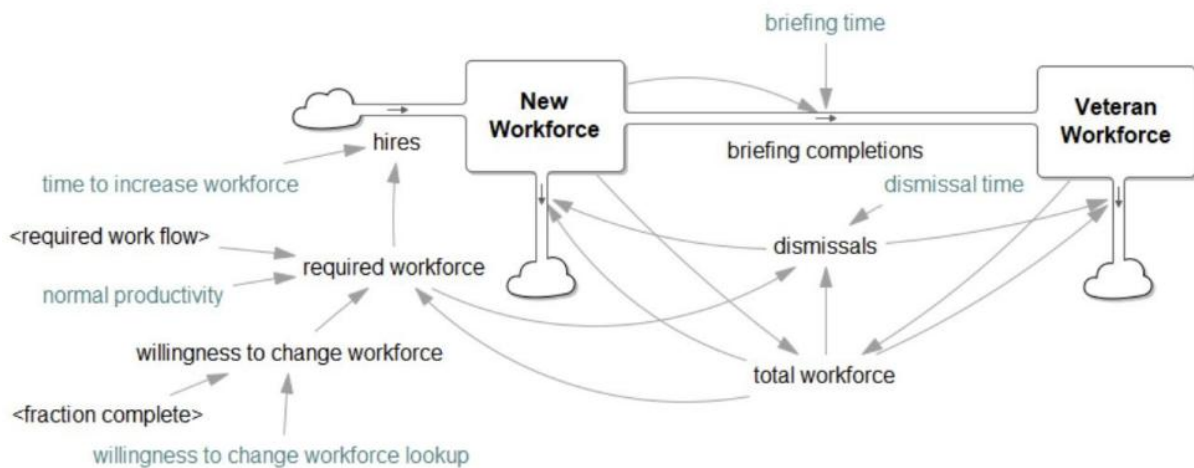 briefing time
New
Workforce
Veteran
Workforce
hires
briefing completions
time to increase workforce
dismissal time
<required work flow>
dismissals
required workforce
normal productivity
willingness to change workforce
total workforce
<fraction complete>
willingness to change workforce lookup